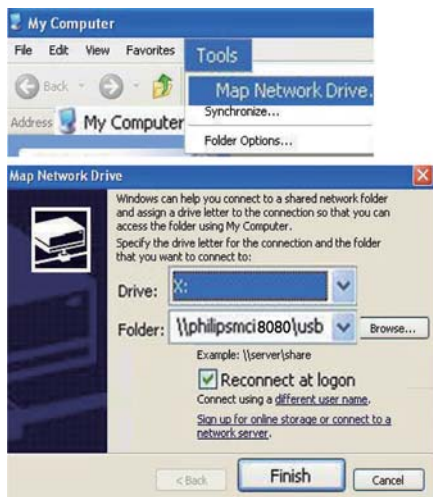 My Computer
File Edit View Favorites Tools
Back
Map Network Drive.
Synchronize...
Address My Computer
Folder Options...
Map Network Drive
Windows can help you connect to a shared network folder
and assign a drive letter to the connection so that you can
access the folder using My Computer.
Specify the drive letter for the connection and the folder
that you want to connect to:
Drive: X:
Folder: \\philipsmci8080\usb Browse...
Example: \\server\share
Reconnect at logon
Connect using a different user name.
Sign up for online storage or connect to a
network server.
< Back Finish Cancel